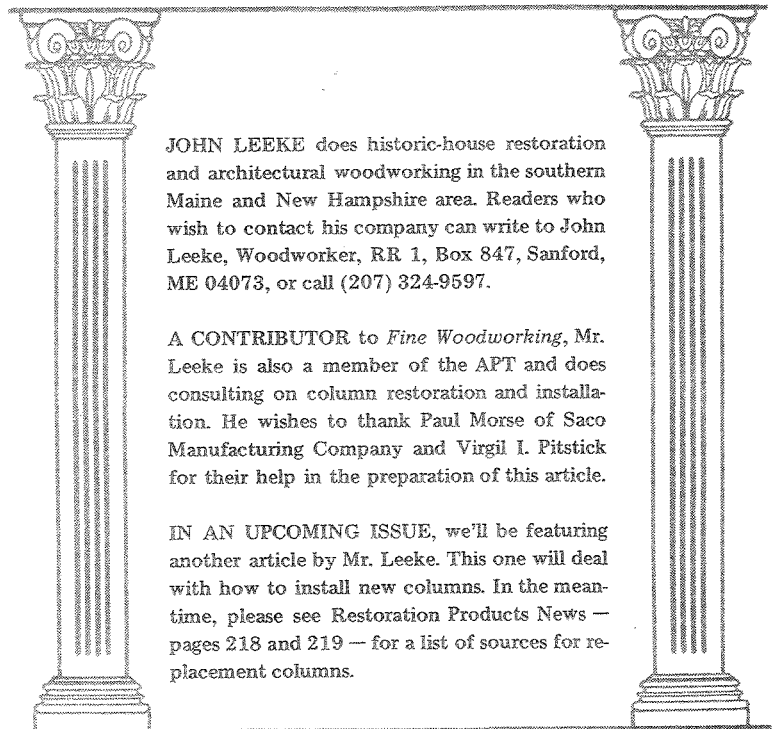 JOHN LEEKE does historic-house restoration
and architectural woodworking in the southern
Maine and New Hampshire area. Readers who
wish to contact his company can write to John
Leeke, Woodworker, RR 1, Box 847, Sanford,
ME 04073, or call (207) 324-9597.
A CONTRIBUTOR to Fine Woodworking, Mr.
Leeke is also a member of the APT and does
consulting on column restoration and installa-
tion. He wishes to thank Paul Morse of Saco
Manufacturing Company and Virgil I. Pitstick
for their help in the preparation of this article.
IN AN UPCOMING ISSUE, we'll be featuring
another article by Mr. Leeke. This one will deal
with how to install new columns. In the mean-
time, please see Restoration Products News —
pages 218 and 219 — for a list of sources for re-
placement columns.